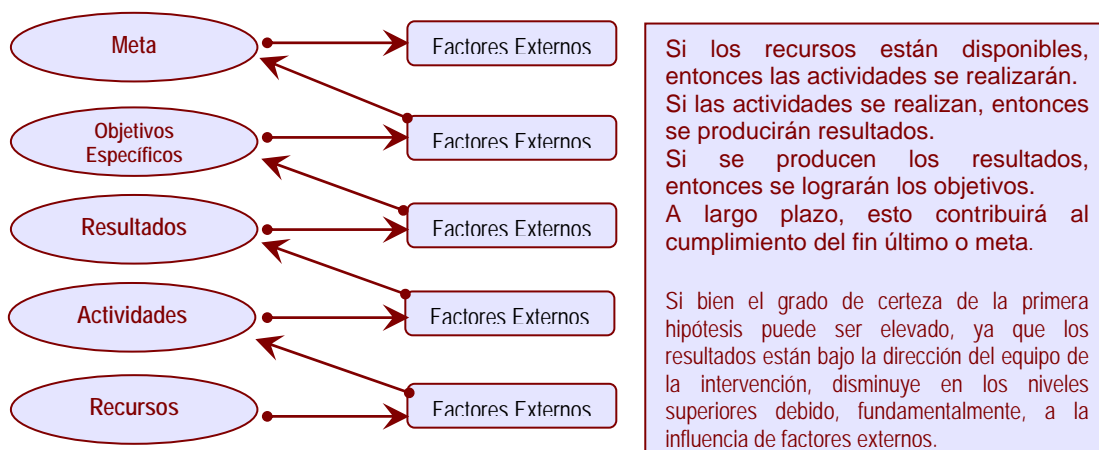 Meta
Factores Externos
Objetivos
Específicos
Factores Externos
Resultados
Factores Externos
Actividades
Factores Externos
Recursos
Factores Externos
Si los recursos están disponibles,
entonces las actividades se realizarán.
Si las actividades se realizan, entonces
se producirán resultados.
Si se producen los resultados,
entonces se lograrán los objetivos.
A largo plazo, esto contribuirá al
cumplimiento del fin último o meta.
Si bien el grado de certeza de la primera
hipótesis puede ser elevado, ya que los
resultados están bajo la dirección del equipo de
la intervención, disminuye en los niveles
superiores debido, fundamentalmente, a la
influencia de factores externos.